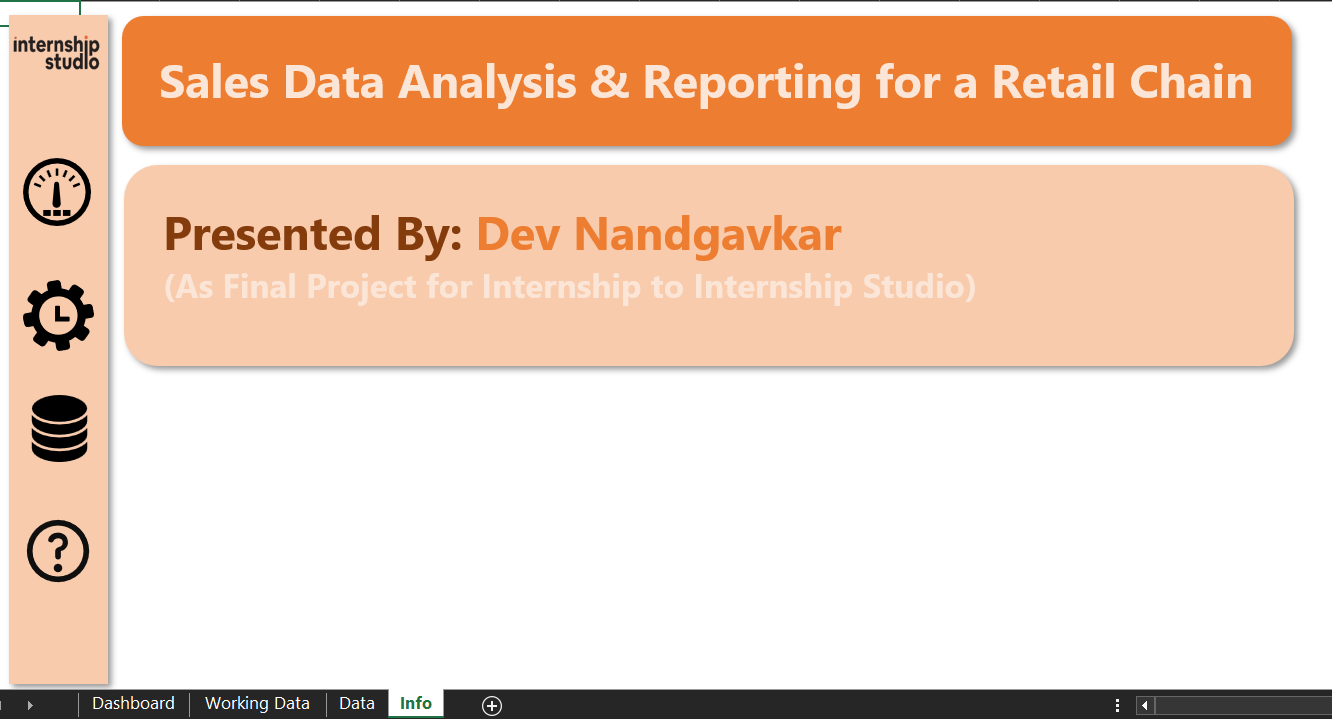 internship
studio
Sales Data Analysis & Reporting for a Retail Chain
Presented By: Dev Nandgavkar
(As Final Project for Internship to Internship Studio)
?
Dashboard
Working Data
Data
Info